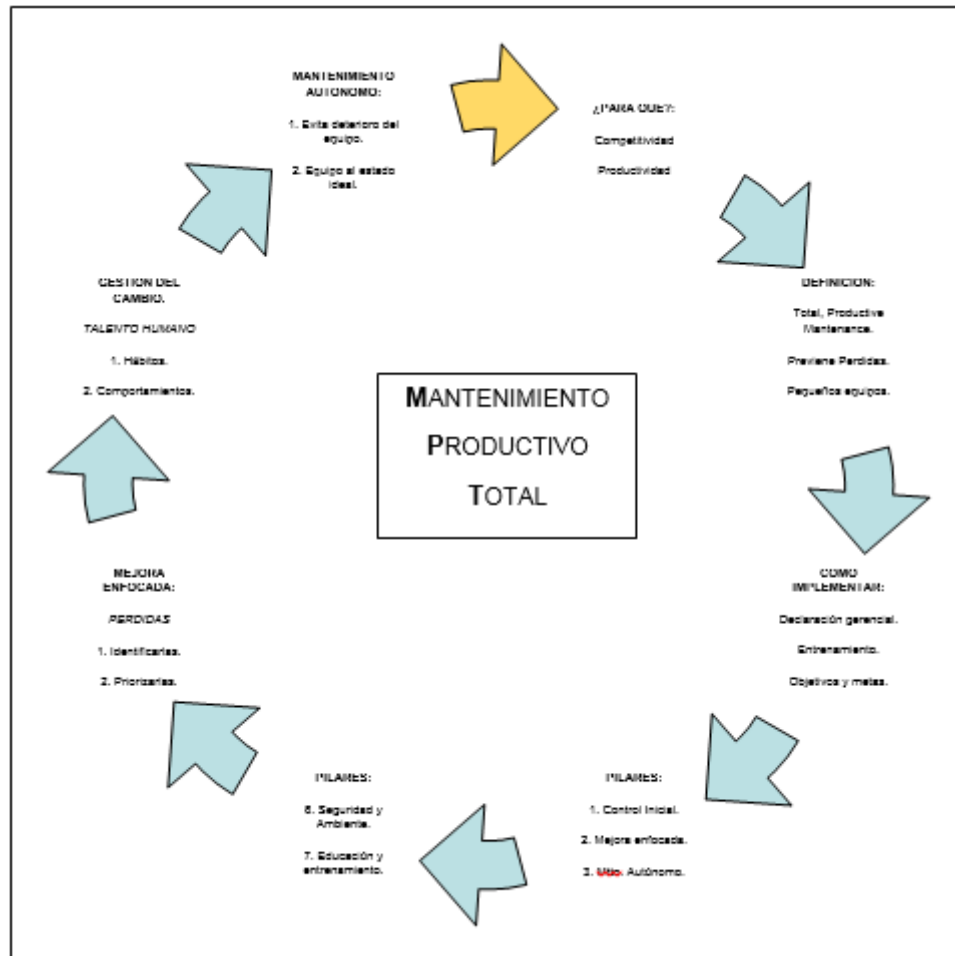 MANTENIMIENTO
PRODUCTIVO
TOTAL
¿PARA QUE?:
Competitividad
Productividad
DEFINICION:
Total, Productive
Maintenance.
Previene Perdidas.
Pequeños equipos.
COMO
IMPLEMENTAR:
Declaración gerencial.
Entrenamiento.
Objetivos y metas.
PILARES:
1. Control Inicial.
2. Mejora enfocada.
3. Mtto. Autónomo.
PILARES:
6. Seguridad y
Ambiente.
7. Educación y
entrenamiento.
MEJORA
ENFOCADA:
PERDIDAS
1. Identificarlas.
2. Priorizarlas.
GESTION DEL
CAMBIO.
TALENTO HUMANO
1. Hábitos.
2. Comportamientos.
MANTENIMIENTO
AUTONOMO:
1. Evita deterioro del
equipo.
2. Equipo al estado
ideal.